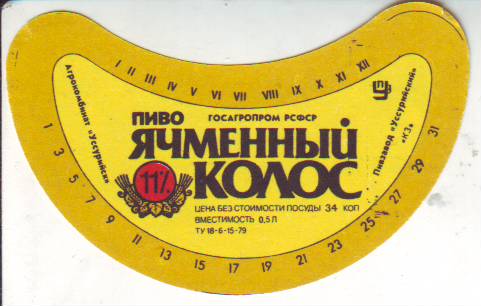 I II III IV V VI VII VIII IX X XI XII
ПИВО
ГОСАГРОПРОМ РСФСР
ЯЧМЕННЫЙ
КОЛОС
11%
ЦЕНА БЕЗ СТОИМОСТИ ПОСУДЫ 34 КОП
ВМЕСТИМОСТЬ 0,5 Л
ТУ 18-6-15-79
Агрокомбинат "Уссурийск"
Пивзавод "Уссурийский"
"КЗ"
1 3 5 7 9 11 13 15 17 19 21 23 25 27 29 31